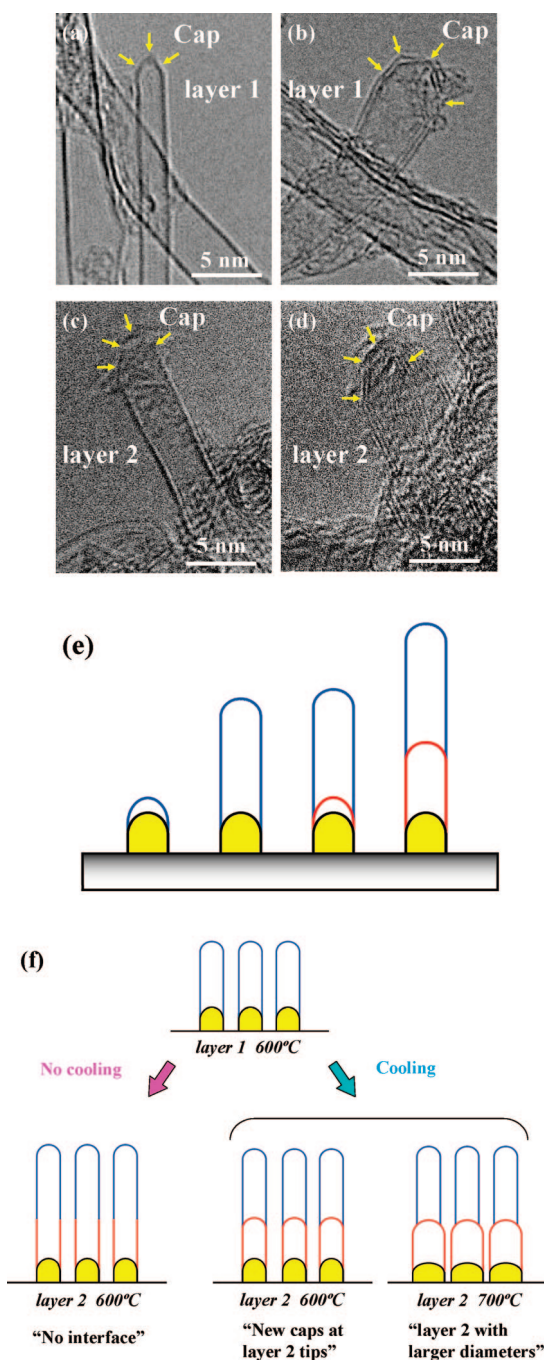 (a)
Cap
layer 1
5 nm
(b)
Cap
layer 1
5 nm
(c)
Cap
layer 2
5 nm
(d)
Cap
layer 2
5 nm
(e)
(f)
layer 1 600ºC
No cooling
Cooling
layer 2 600ºC
layer 2 600ºC
layer 2 700ºC
“No interface”
“New caps at
layer 2 tips”
“layer 2 with
larger diameters”